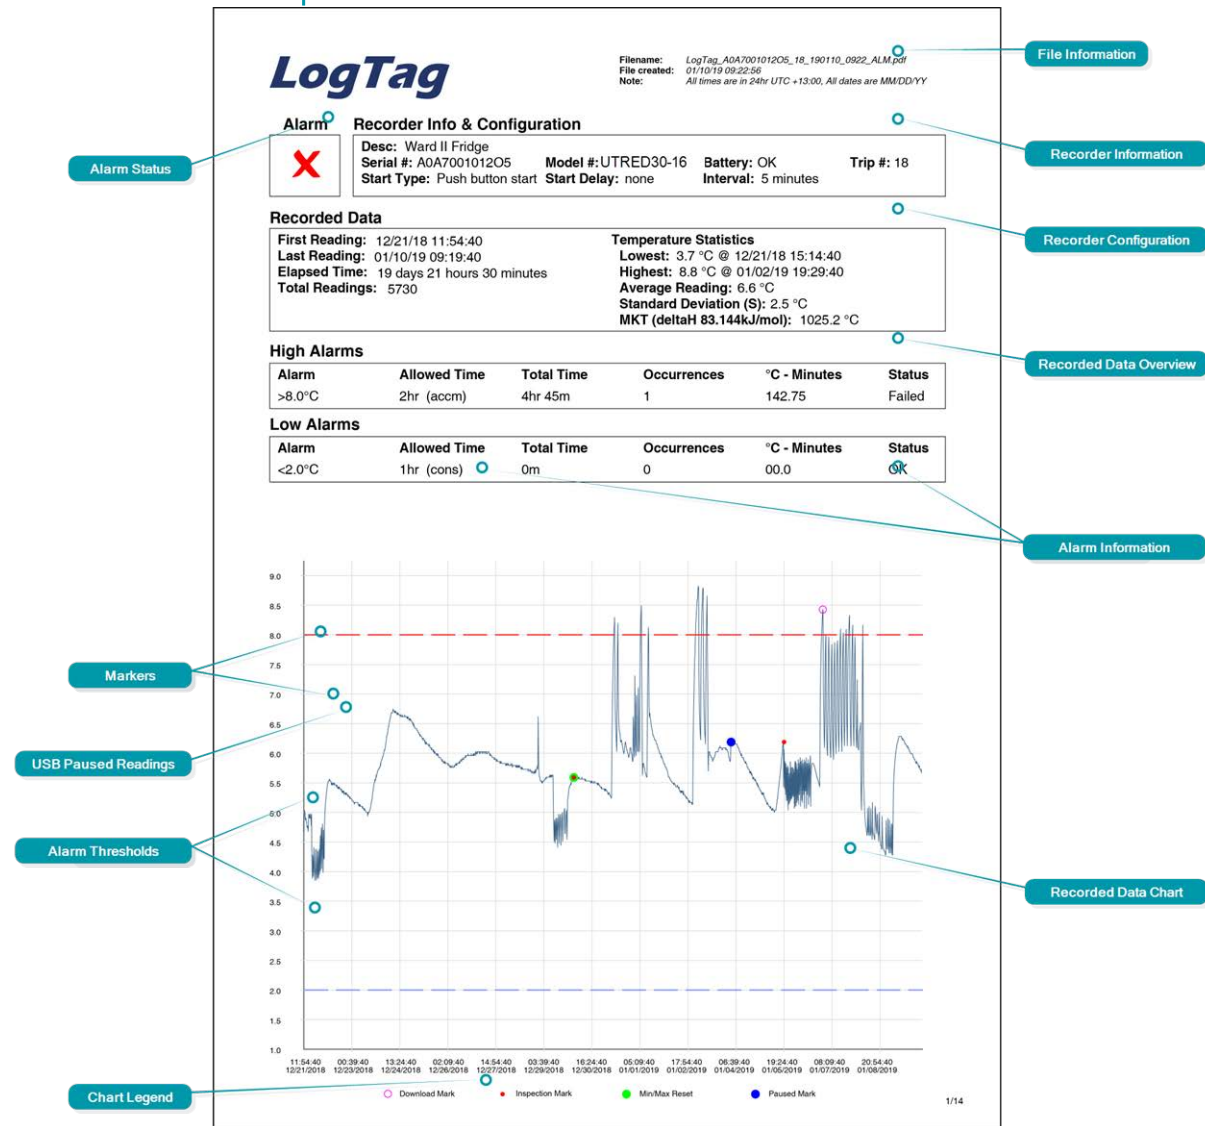 LogTag
Filename: LogTag_A0A7001012O5_18_190110_0922_ALM.pdf
File created: 01/10/19 09:22:56
Note: All times are in 24hr UTC +13:00, All dates are MM/DD/YY
File Information
Alarm
Recorder Info & Configuration
Desc: Ward II Fridge
Serial #: A0A7001012O5 Model #:UTRED30-16 Battery: OK Trip #: 18
Start Type: Push button start Start Delay: none Interval: 5 minutes
Alarm Status
Recorder Information
Recorder Configuration
Recorded Data
First Reading: 12/21/18 11:54:40
Last Reading: 01/10/19 09:19:40
Elapsed Time: 19 days 21 hours 30 minutes
Total Readings: 5730
Temperature Statistics
Lowest: 3.7 °C @ 12/21/18 15:14:40
Highest: 8.8 °C @ 01/02/19 19:29:40
Average Reading: 6.6 °C
Standard Deviation (S): 2.5 °C
MKT (deltaH 83.144kJ/mol): 1025.2 °C
Recorded Data Overview
High Alarms
Alarm Allowed Time Total Time Occurrences °C - Minutes Status
>8.0°C 2hr (accm) 4hr 45m 1 142.75 Failed
Low Alarms
Alarm Allowed Time Total Time Occurrences °C - Minutes Status
<2.0°C 1hr (cons) 0m 0 00.0 OK
Alarm Information
Markers
USB Paused Readings
Alarm Thresholds
Recorded Data Chart
9.0
8.5
8.0
7.5
7.0
6.5
6.0
5.5
5.0
4.5
4.0
3.5
3.0
2.5
2.0
1.5
1.0
11:54:40 00:39:40 13:24:40 02:09:40 14:54:40 03:39:40 16:24:40 05:09:40 17:54:40 06:39:40 19:24:40 08:09:40 20:54:40
12/21/2018 12/23/2018 12/24/2018 12/26/2018 12/27/2018 12/29/2018 12/30/2018 01/01/2019 01/02/2019 01/04/2019 01/05/2019 01/07/2019 01/08/2019
Chart Legend
Download Mark Inspection Mark Min/Max Reset Paused Mark
1/14